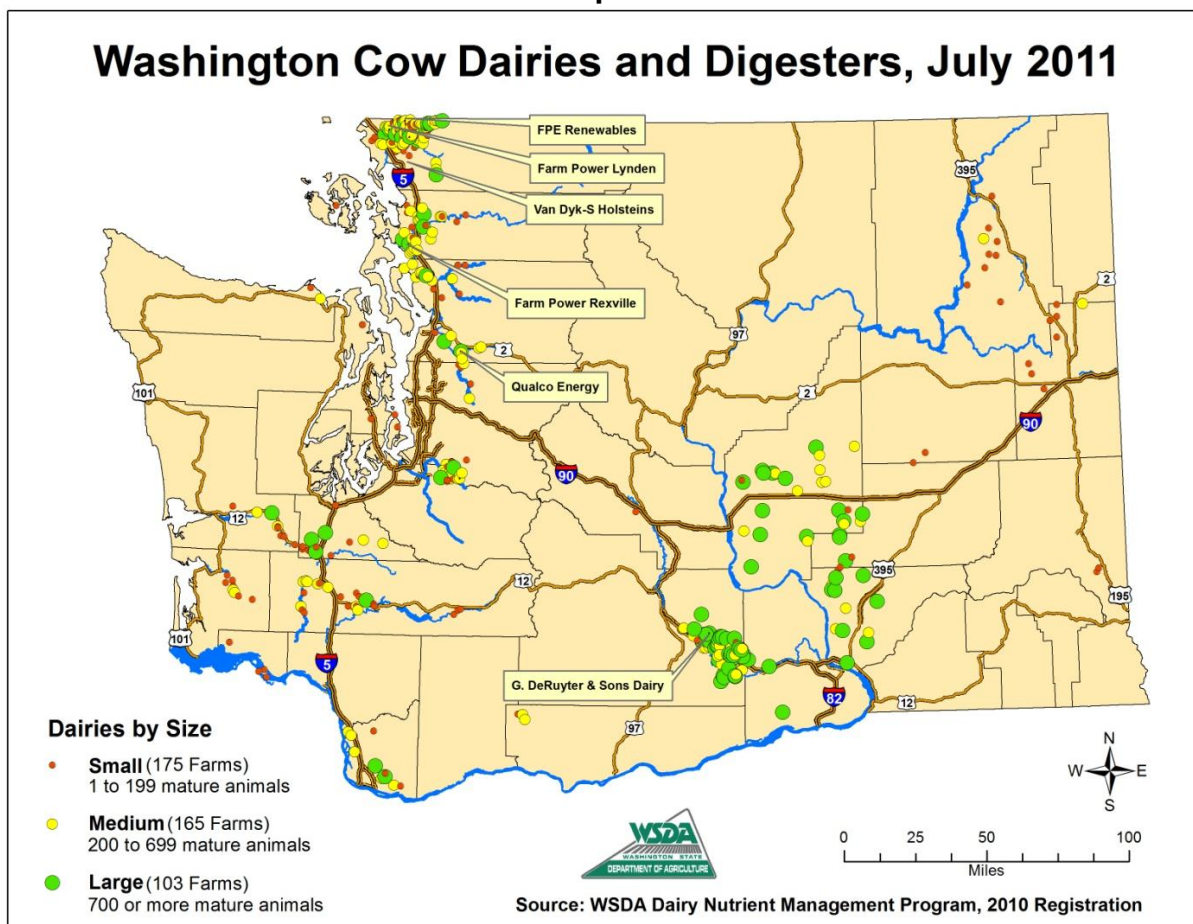 Washington Cow Dairies and Digesters, July 2011
FPE Renewables
395
Farm Power Lynden
5
Van Dyk-S Holsteins
2
Farm Power Rexville
97
2
101
Qualco Energy
2
90
90
12
395
12
195
101
5
G. DeRuyter & Sons Dairy
82
12
97
Dairies by Size
Small (175 Farms)
1 to 199 mature animals
Medium (165 Farms)
200 to 699 mature animals
Large (103 Farms)
700 or more mature animals
WSDA
WASHINGTON STATE
DEPARTMENT OF AGRICULTURE
N
W E
S
0 25 50 100
Miles
Source: WSDA Dairy Nutrient Management Program, 2010 Registration